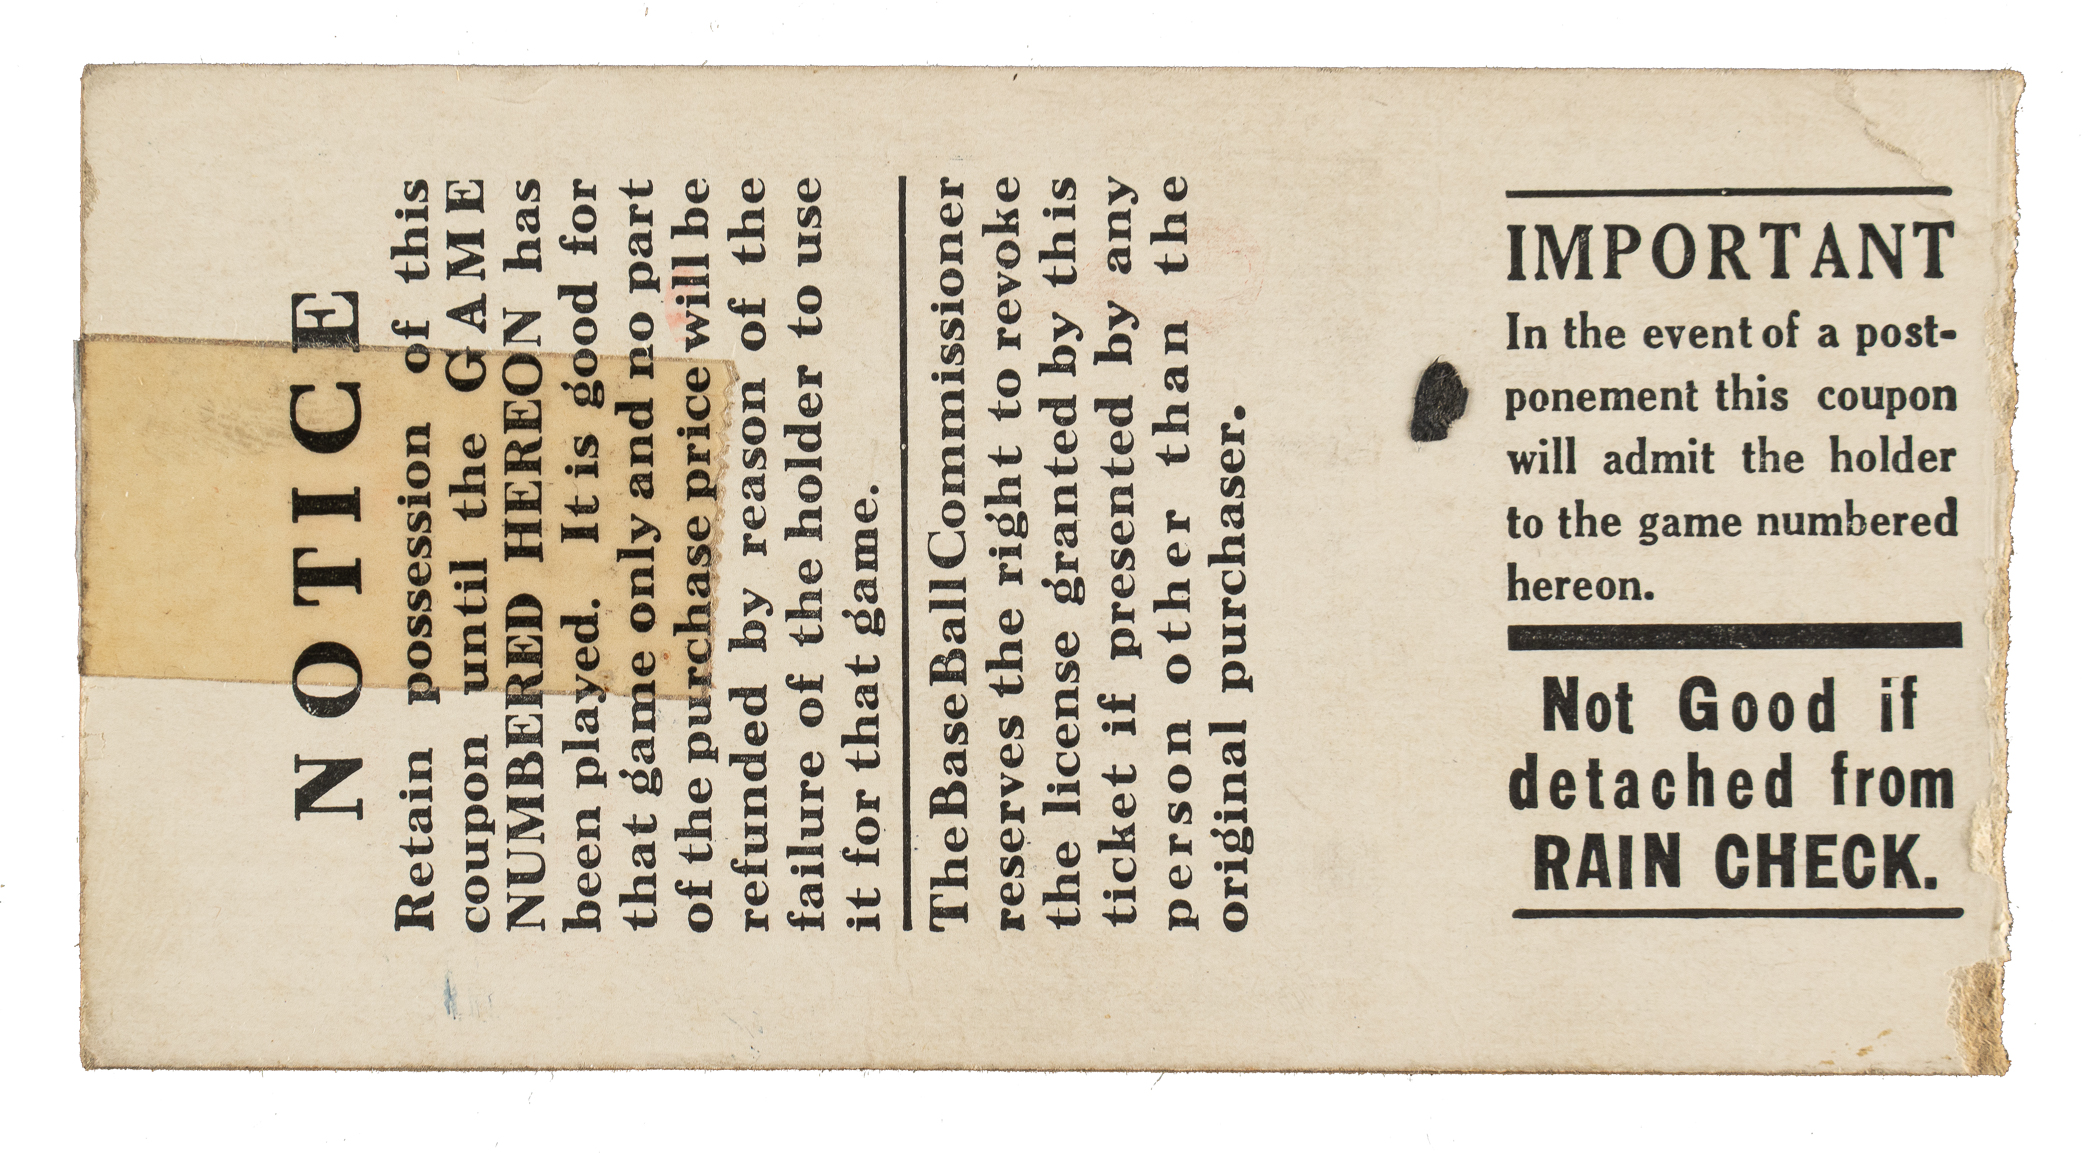 NOTICE
Retain possession of this
coupon until the GAME
NUMBERED HEREON has
been played. It is good for
that game only and no part
of the purchase price will be
refunded by reason of the
failure of the holder to use
it for that game.
The Base Ball Commissioner
reserves the right to revoke
the license granted by this
ticket if presented by any
person other than the
original purchaser.
IMPORTANT
In the event of a post-
ponement this coupon
will admit the holder
to the game numbered
hereon.
Not Good if
detached from
RAIN CHECK.